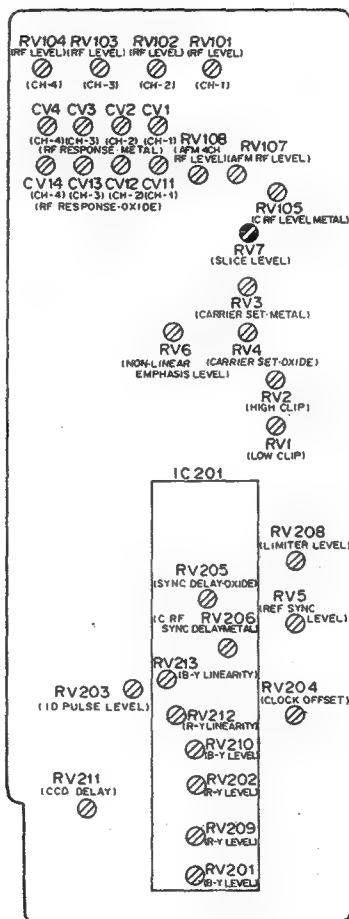 RV104 RV103 RV102 RV101
(RF LEVEL) (RF LEVEL) (RF LEVEL) (RF LEVEL)
(CH-4) (CH-3) (CH-2) (CH-1)
CV4 CV3 CV2 CV1
(CH-4) (CH-3) (CH-2) (CH-1)
(RF RESPONSE-METAL)
RV108
(AFM 4CH
RF LEVEL)
RV107
(AFM RF LEVEL)
CV14 CV13 CV12 CV11
(CH-4) (CH-3) (CH-2) (CH-1)
(RF RESPONSE-OXIDE)
RV105
(C RF LEVEL METAL)
RV7
(SLICE LEVEL)
RV3
(CARRIER SET-METAL)
RV6
(NON-LINEAR
EMPHASIS LEVEL)
RV4
(CARRIER SET-OXIDE)
RV2
(HIGH CLIP)
RV1
(LOW CLIP)
IC201
RV208
(LIMITER LEVEL)
RV205
(SYNC DELAY-OXIDE)
RV5
(REF SYNC
LEVEL)
RV206
(C RF
SYNC DELAY-METAL)
RV213
(B-Y LINEARITY)
RV203
(ID PULSE LEVEL)
RV204
(CLOCK OFFSET)
RV212
(R-Y LINEARITY)
RV210
(B-Y LEVEL)
RV211
(CCD DELAY)
RV202
(R-Y LEVEL)
RV209
(R-Y LEVEL)
RV201
(B-Y LEVEL)